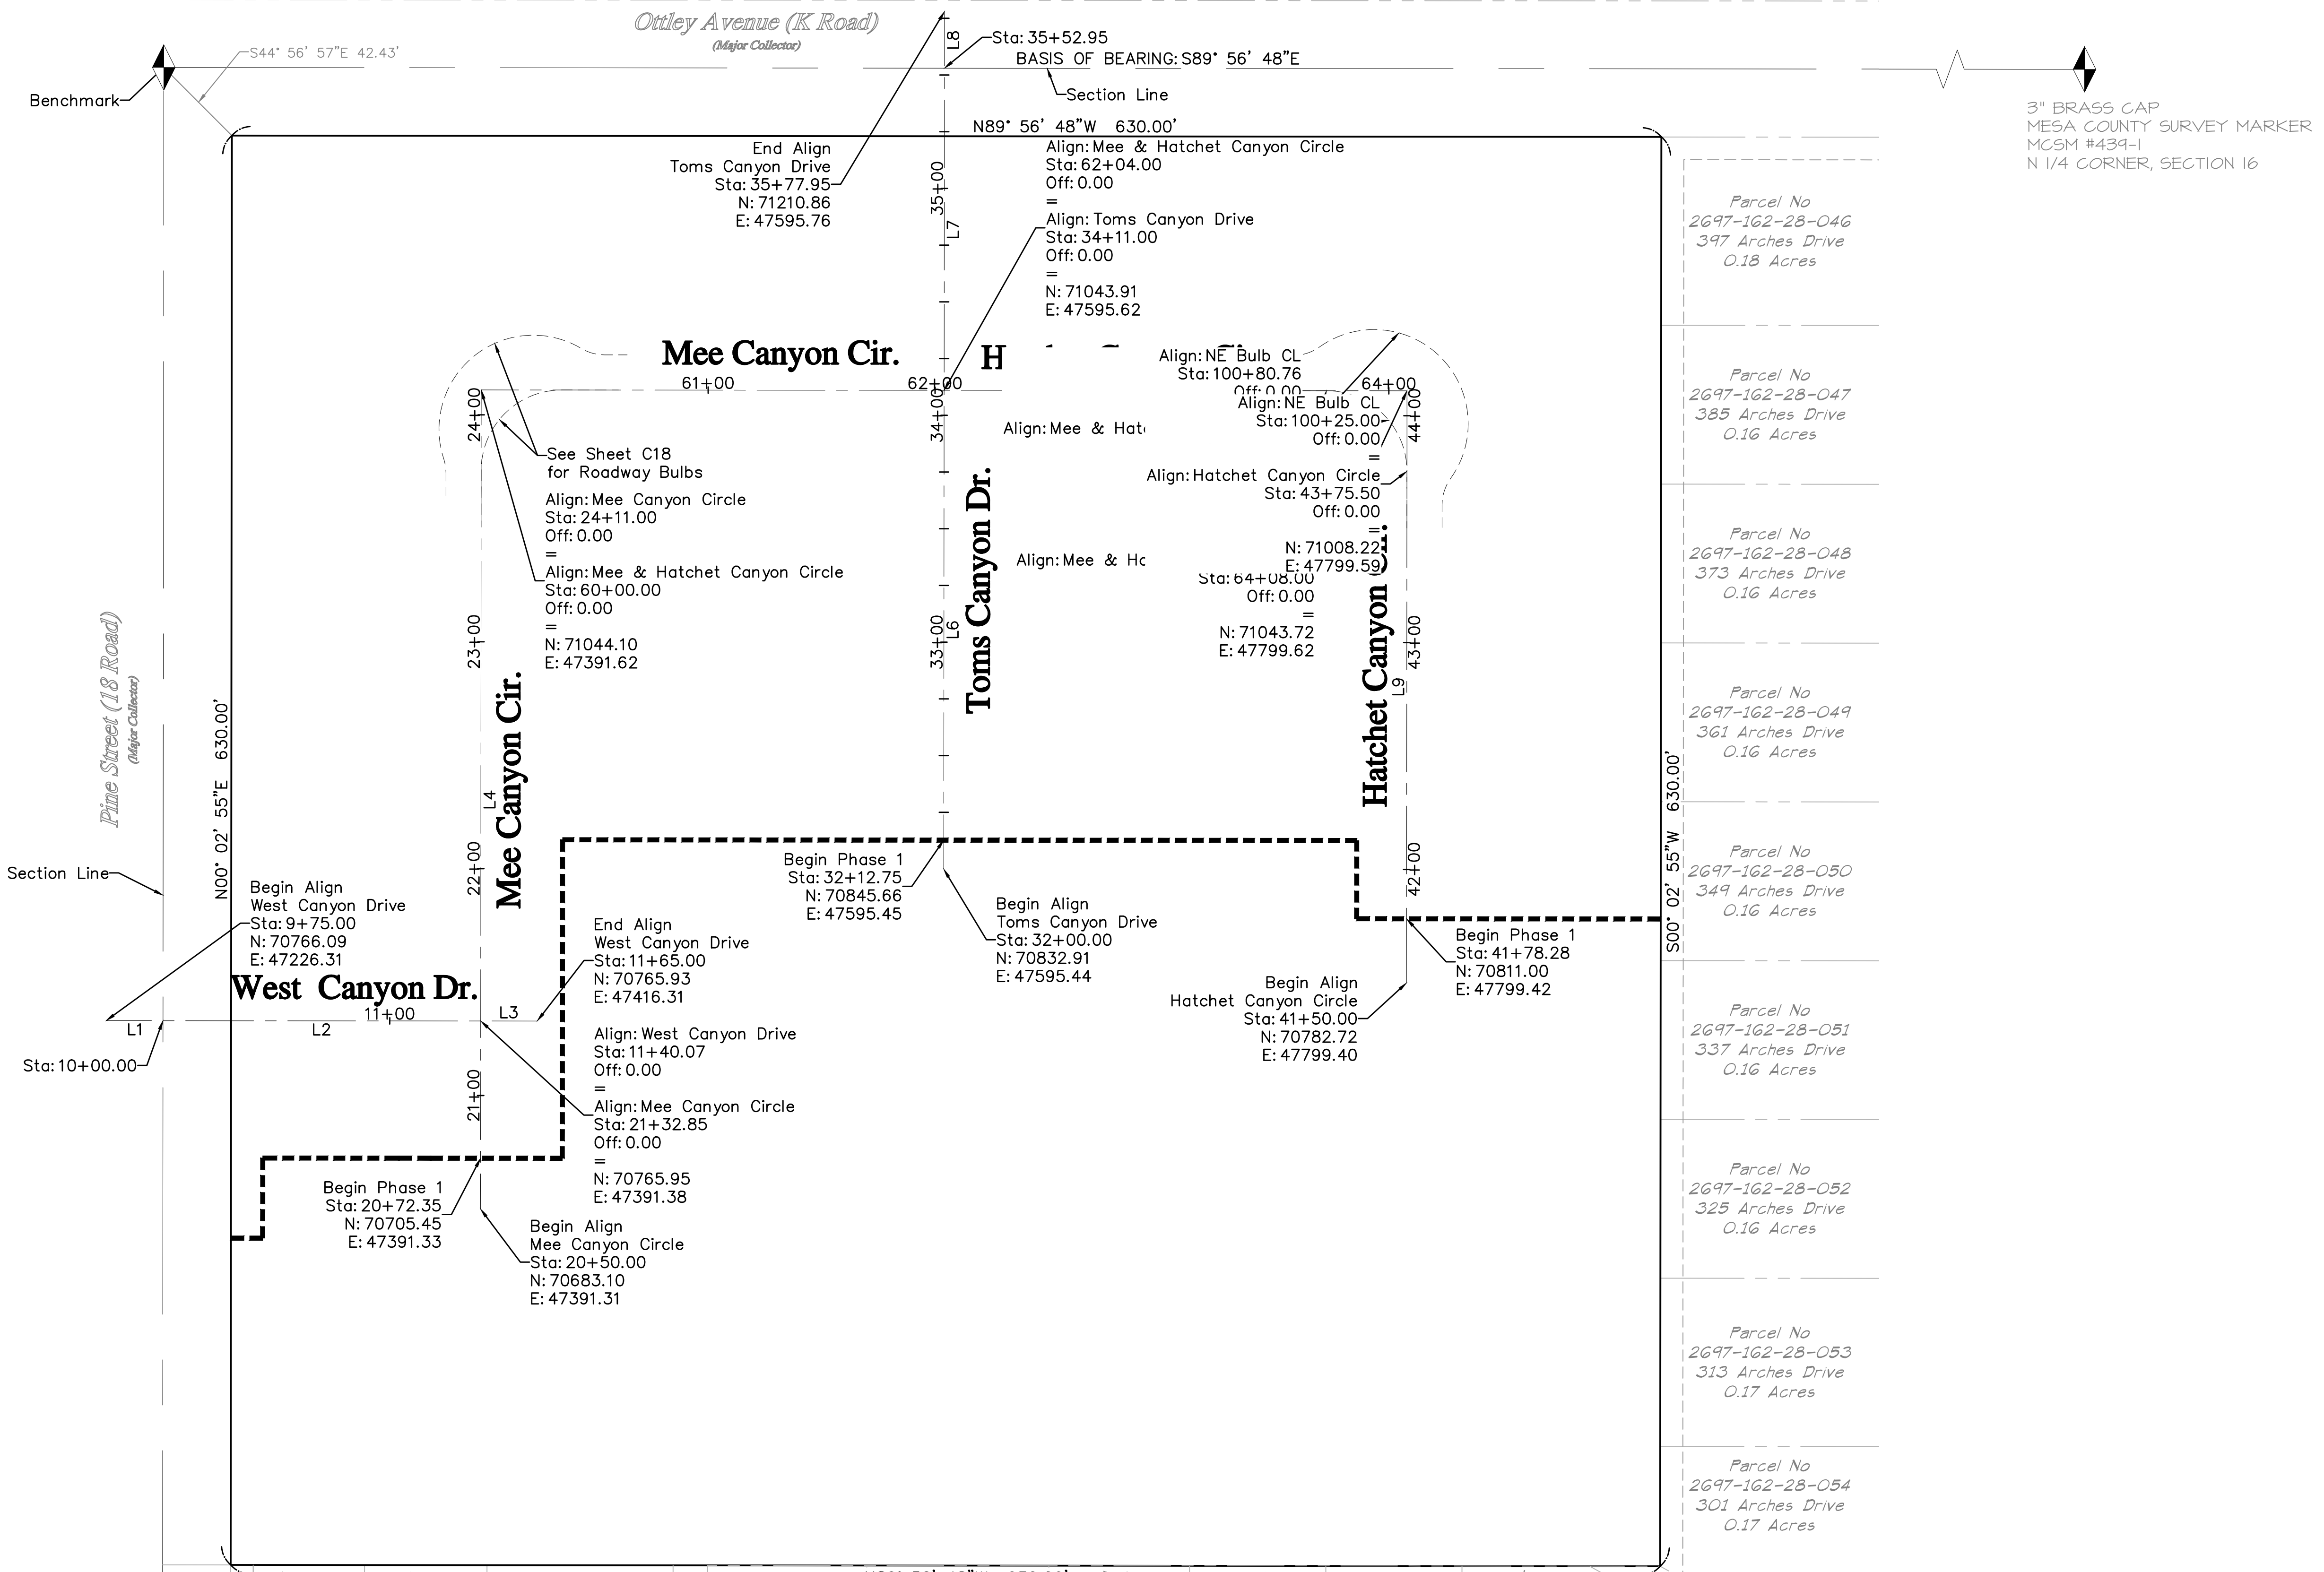 Ottley Avenue (K Road)
(Major Collector)
S44° 56' 57"E 42.43'
Benchmark
L8
Sta: 35+52.95
BASIS OF BEARING: S89° 56' 48"E
Section Line
3" BRASS CAP
MESA COUNTY SURVEY MARKER
MCSM #439-1
N 1/4 CORNER, SECTION 16
N89° 56' 48"W 630.00'
End Align
Toms Canyon Drive
Sta: 35+77.95
N: 71210.86
E: 47595.76
35+00
L7
Align: Mee & Hatchet Canyon Circle
Sta: 62+04.00
Off: 0.00
=
Align: Toms Canyon Drive
Sta: 34+11.00
Off: 0.00
=
N: 71043.91
E: 47595.62
Mee Canyon Cir.
H
61+00
62+00
64+00
24+00
34+00
44+00
Align: NE Bulb CL
Sta: 100+80.76
Off: 0.00
Align: NE Bulb CL
Sta: 100+25.00
Off: 0.00
=
Align: Hatchet Canyon Circle
Sta: 43+75.50
Off: 0.00
=
N: 71008.22
E: 47799.59
Sta: 64+08.00
Off: 0.00
=
N: 71043.72
E: 47799.62
Align: Mee &
Align: Mee &
See Sheet C18
for Roadway Bulbs
Align: Mee Canyon Circle
Sta: 24+11.00
Off: 0.00
=
Align: Mee & Hatchet Canyon Circle
Sta: 60+00.00
Off: 0.00
=
N: 71044.10
E: 47391.62
Toms Canyon Dr.
Hatchet Canyon Cir.
Mee Canyon Cir.
23+00
33+00
L6
43+00
L9
L4
22+00
42+00
Pine Street (18 Road)
(Major Collector)
N00° 02' 55"E 630.00'
S00° 02' 55"W 630.00'
Section Line
Begin Align
West Canyon Drive
Sta: 9+75.00
N: 70766.09
E: 47226.31
West Canyon Dr.
L1
L2
11+00
L3
Sta: 10+00.00
End Align
West Canyon Drive
Sta: 11+65.00
N: 70765.93
E: 47416.31
Align: West Canyon Drive
Sta: 11+40.07
Off: 0.00
=
Align: Mee Canyon Circle
Sta: 21+32.85
Off: 0.00
=
N: 70765.95
E: 47391.38
21+00
Begin Phase 1
Sta: 20+72.35
N: 70705.45
E: 47391.33
Begin Align
Mee Canyon Circle
Sta: 20+50.00
N: 70683.10
E: 47391.31
Begin Phase 1
Sta: 32+12.75
N: 70845.66
E: 47595.45
Begin Align
Toms Canyon Drive
Sta: 32+00.00
N: 70832.91
E: 47595.44
Begin Align
Hatchet Canyon Circle
Sta: 41+50.00
N: 70782.72
E: 47799.40
Begin Phase 1
Sta: 41+78.28
N: 70811.00
E: 47799.42
Parcel No
2697-162-28-046
397 Arches Drive
0.18 Acres
Parcel No
2697-162-28-047
385 Arches Drive
0.16 Acres
Parcel No
2697-162-28-048
373 Arches Drive
0.16 Acres
Parcel No
2697-162-28-049
361 Arches Drive
0.16 Acres
Parcel No
2697-162-28-050
349 Arches Drive
0.16 Acres
Parcel No
2697-162-28-051
337 Arches Drive
0.16 Acres
Parcel No
2697-162-28-052
325 Arches Drive
0.16 Acres
Parcel No
2697-162-28-053
313 Arches Drive
0.17 Acres
Parcel No
2697-162-28-054
301 Arches Drive
0.17 Acres